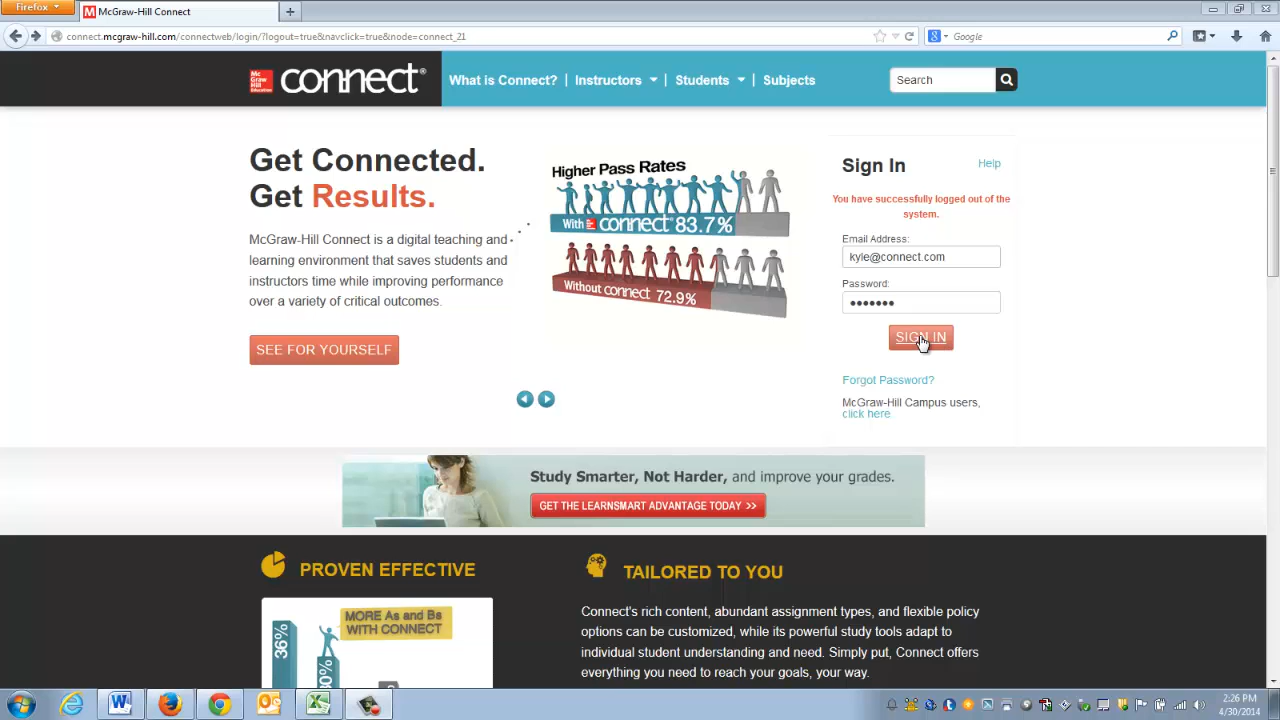 Firefox
McGraw-Hill Connect
connect.mcgraw-hill.com/connectweb/login/?logout=true&navclick=true&node=connect_21
Google
Mc
Graw
Hill
Education
connect®
What is Connect? | Instructors | Students | Subjects
Search
Get Connected.
Get Results.
McGraw-Hill Connect is a digital teaching and
learning environment that saves students and
instructors time while improving performance
over a variety of critical outcomes.
SEE FOR YOURSELF
Higher Pass Rates
With connect® 83.7%
Without connect 72.9%
Sign In
Help
You have successfully logged out of the
system.
Email Address:
kyle@connect.com
Password:
SIGN IN
Forgot Password?
McGraw-Hill Campus users,
click here
Study Smarter, Not Harder, and improve your grades.
GET THE LEARNSMART ADVANTAGE TODAY >>
PROVEN EFFECTIVE
MORE As and Bs
WITH CONNECT
36%
TAILORED TO YOU
Connect's rich content, abundant assignment types, and flexible policy
options can be customized, while its powerful study tools adapt to
individual student understanding and need. Simply put, Connect offers
everything you need to reach your goals, your way.
2:26 PM
4/30/2014